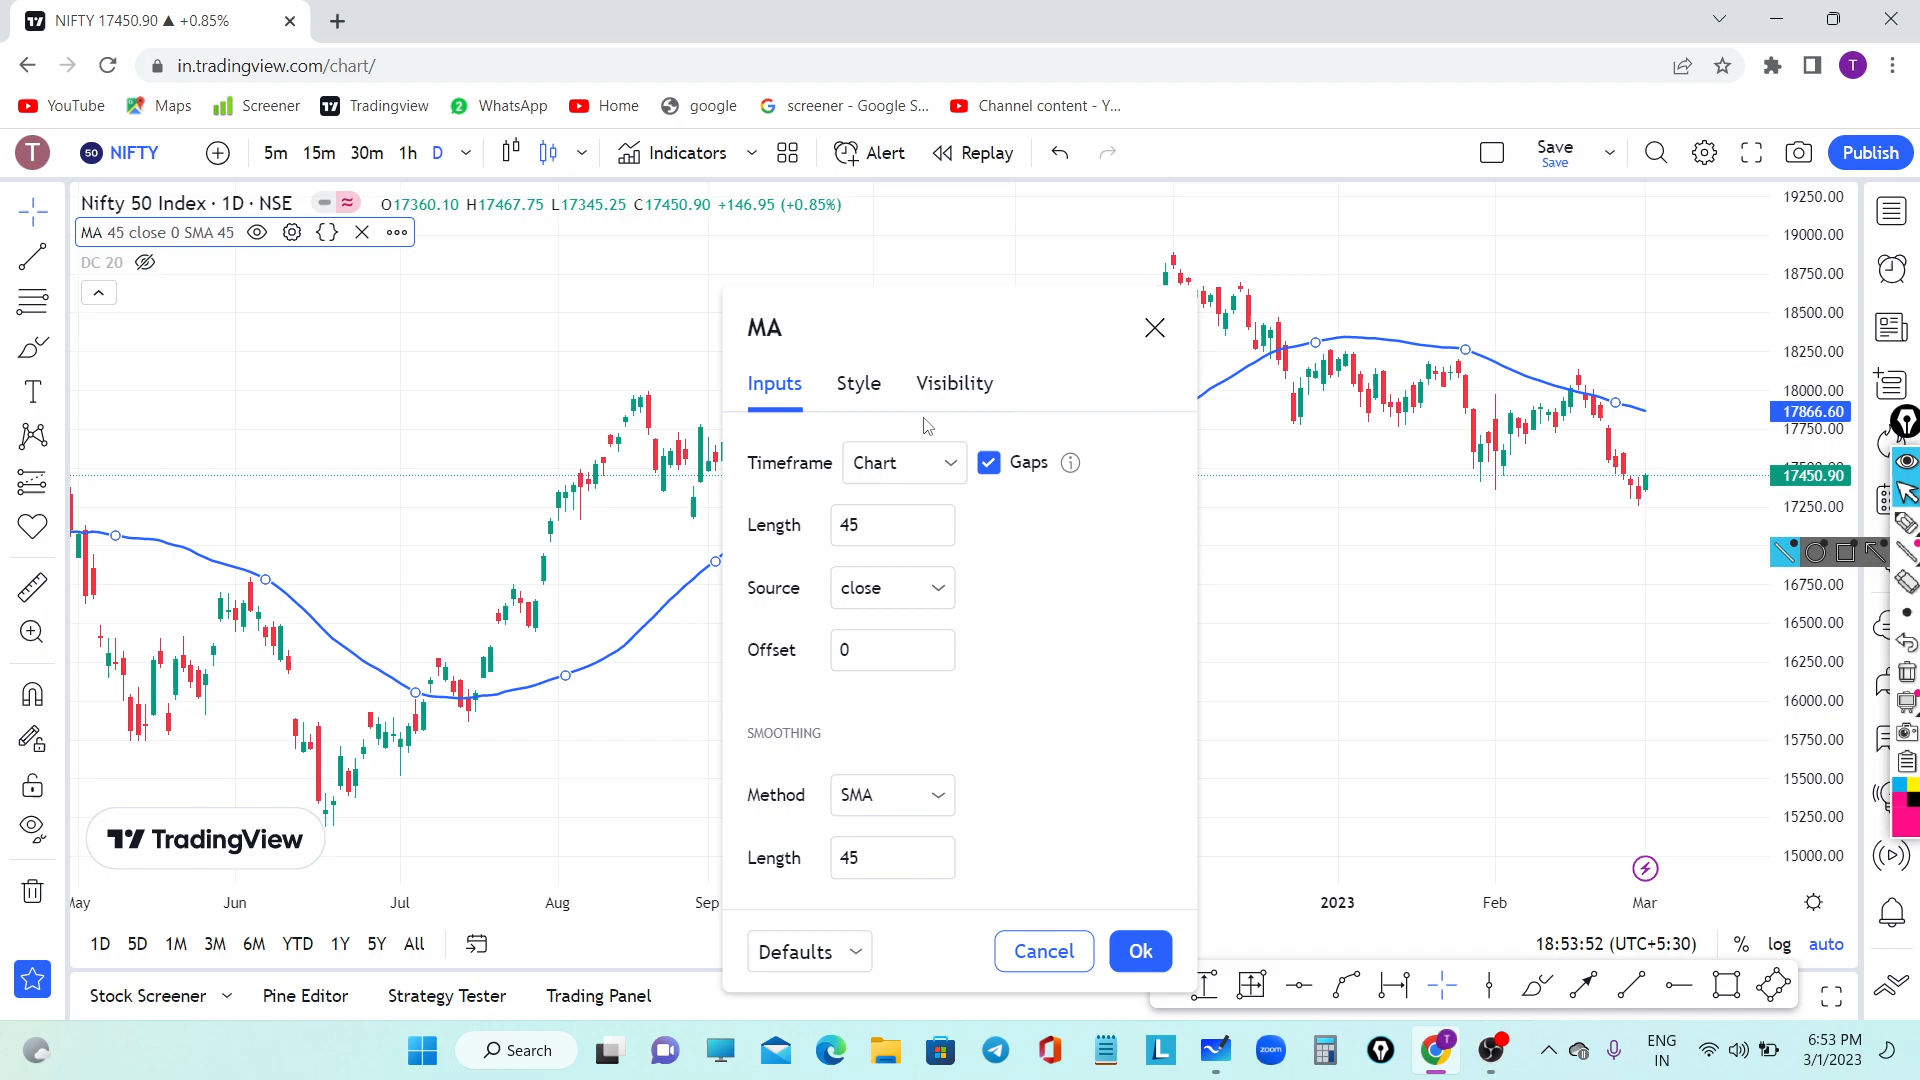 NIFTY 17450.90 ▲ +0.85%
in.tradingview.com/chart/
T
YouTube Maps Screener Tradingview 2 WhatsApp Home google screener - Google S... Channel content - Y...
T 50 NIFTY 5m 15m 30m 1h D Indicators Alert Replay Save Publish
Save
Nifty 50 Index · 1D · NSE O17360.10 H17467.75 L17345.25 C17450.90 +146.95 (+0.85%)
MA 45 close 0 SMA 45
DC 20
19250.00
19000.00
18750.00
18500.00
18250.00
18000.00
17866.60
17750.00
17500.00
17450.90
17250.00
16750.00
16500.00
16250.00
16000.00
15750.00
15500.00
15250.00
15000.00
MA
Inputs Style Visibility
Timeframe Chart Gaps
Length 45
Source close
Offset 0
SMOOTHING
Method SMA
Length 45
Defaults Cancel Ok
TradingView
May Jun Jul Aug Sep 2023 Feb Mar
1D 5D 1M 3M 6M YTD 1Y 5Y All 18:53:52 (UTC+5:30) % log auto
Stock Screener Pine Editor Strategy Tester Trading Panel
Search zoom T ENG 6:53 PM
IN 3/1/2023